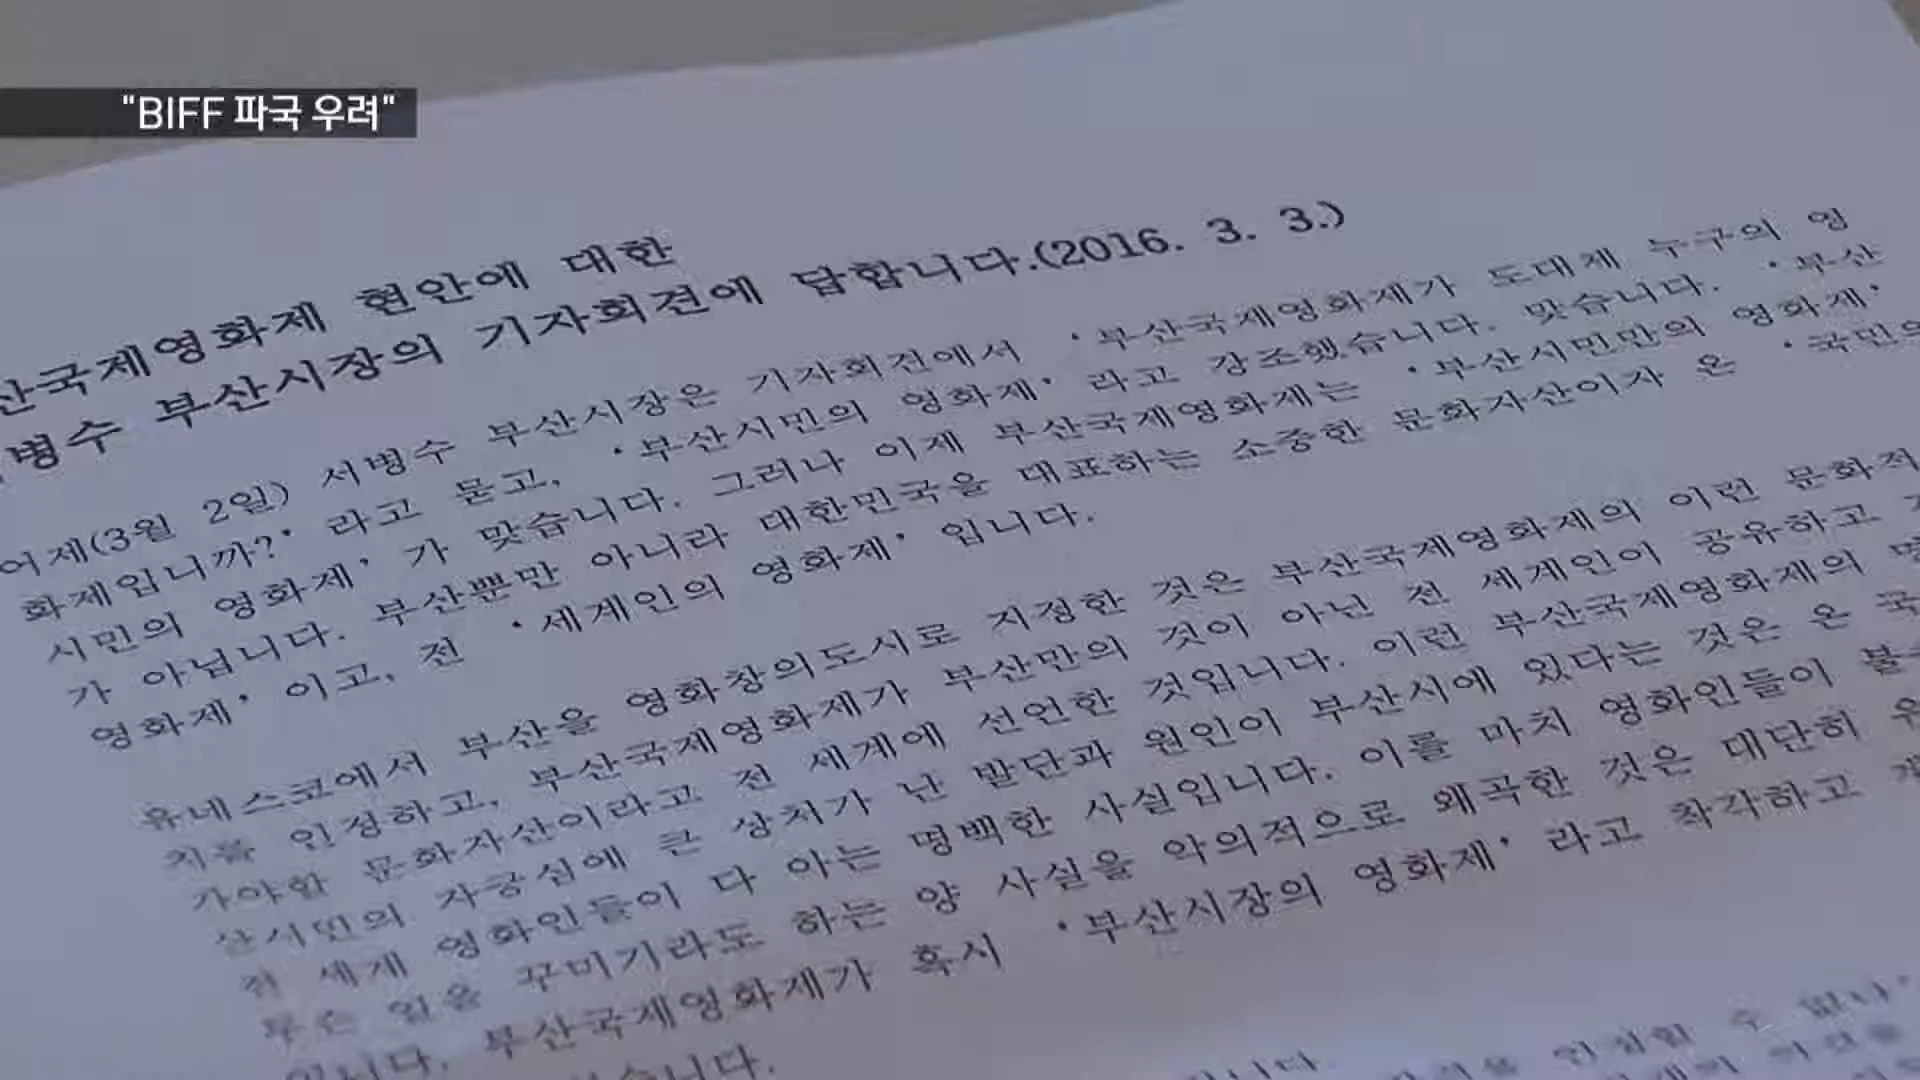 "BIFF 파국 우려"
산국제영화제 현안에 대한
병수 부산시장의 기자회견에 답합니다.(2016. 3. 3.)
어제(3월 2일) 서병수 부산시장은 기자회견에서 '부산국제영화제가 도대체 누구의 영
화제입니까?' 라고 묻고, '부산시민의 영화제' 라고 강조했습니다. 맞습니다. '부산
시민의 영화제' 가 맞습니다. 그러나 이제 부산국제영화제는 '부산시민만의 영화제'
가 아닙니다. 부산뿐만 아니라 대한민국을 대표하는 소중한 문화자산이자 온 '국민의
영화제' 이고, 전 '세계인의 영화제' 입니다.
유네스코에서 부산을 영화창의도시로 지정한 것은 부산국제영화제의 이런 문화적
치를 인정하고, 부산국제영화제가 부산만의 것이 아닌 전 세계인이 공유하고
가야할 문화자산이라고 전 세계에 선언한 것입니다. 이런 부산국제영화제의 명
산시민의 자긍심에 큰 상처가 난 발단과 원인이 부산시에 있다는 것은 온 국
전 세계 영화인들이 다 아는 명백한 사실입니다. 이를 마치 영화인들이 불
무슨 일을 꾸미기라도 하는 양 사실을 악의적으로 왜곡한 것은 대단히 유
입니다. 부산국제영화제가 혹시 '부산시장의 영화제' 라고 착각하고
습니다.
인정할 수 없나